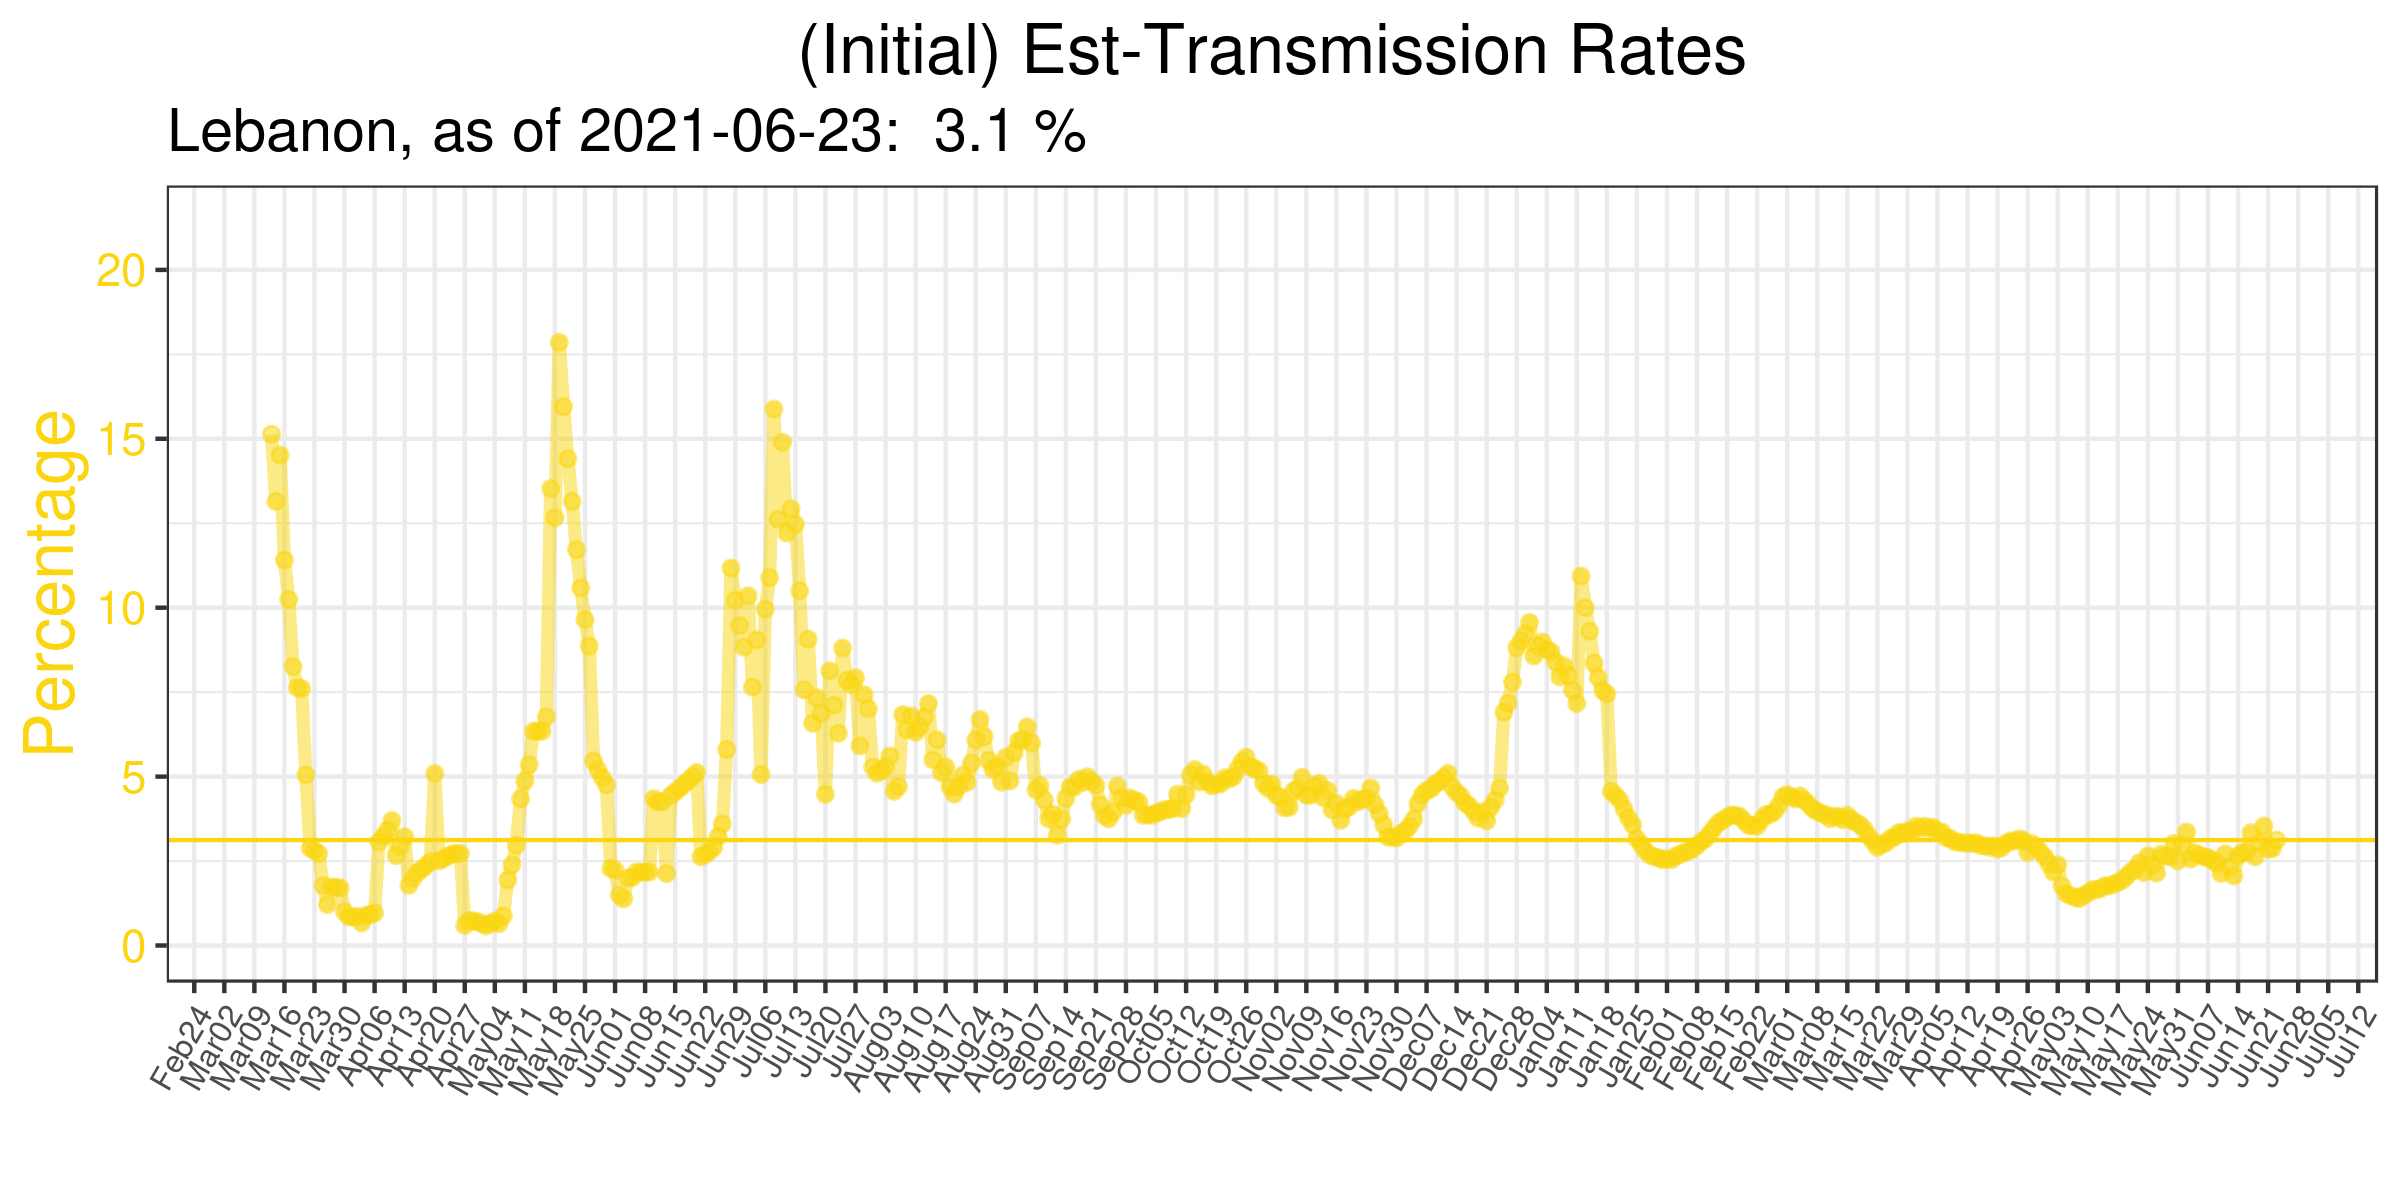 (Initial) Est-Transmission Rates
Lebanon, as of 2021-06-23:  3.1 %
Percentage
20
15
10
5
0
Feb24
Mar02
Mar09
Mar16
Mar23
Mar30
Apr06
Apr13
Apr20
Apr27
May04
May11
May18
May25
Jun01
Jun08
Jun15
Jun22
Jun29
Jul06
Jul13
Jul20
Jul27
Aug03
Aug10
Aug17
Aug24
Aug31
Sep07
Sep14
Sep21
Sep28
Oct05
Oct12
Oct19
Oct26
Nov02
Nov09
Nov16
Nov23
Nov30
Dec07
Dec14
Dec21
Dec28
Jan04
Jan11
Jan18
Jan25
Feb01
Feb08
Feb15
Feb22
Mar01
Mar08
Mar15
Mar22
Mar29
Apr05
Apr12
Apr19
Apr26
May03
May10
May17
May24
May31
Jun07
Jun14
Jun21
Jun28
Jul05
Jul12